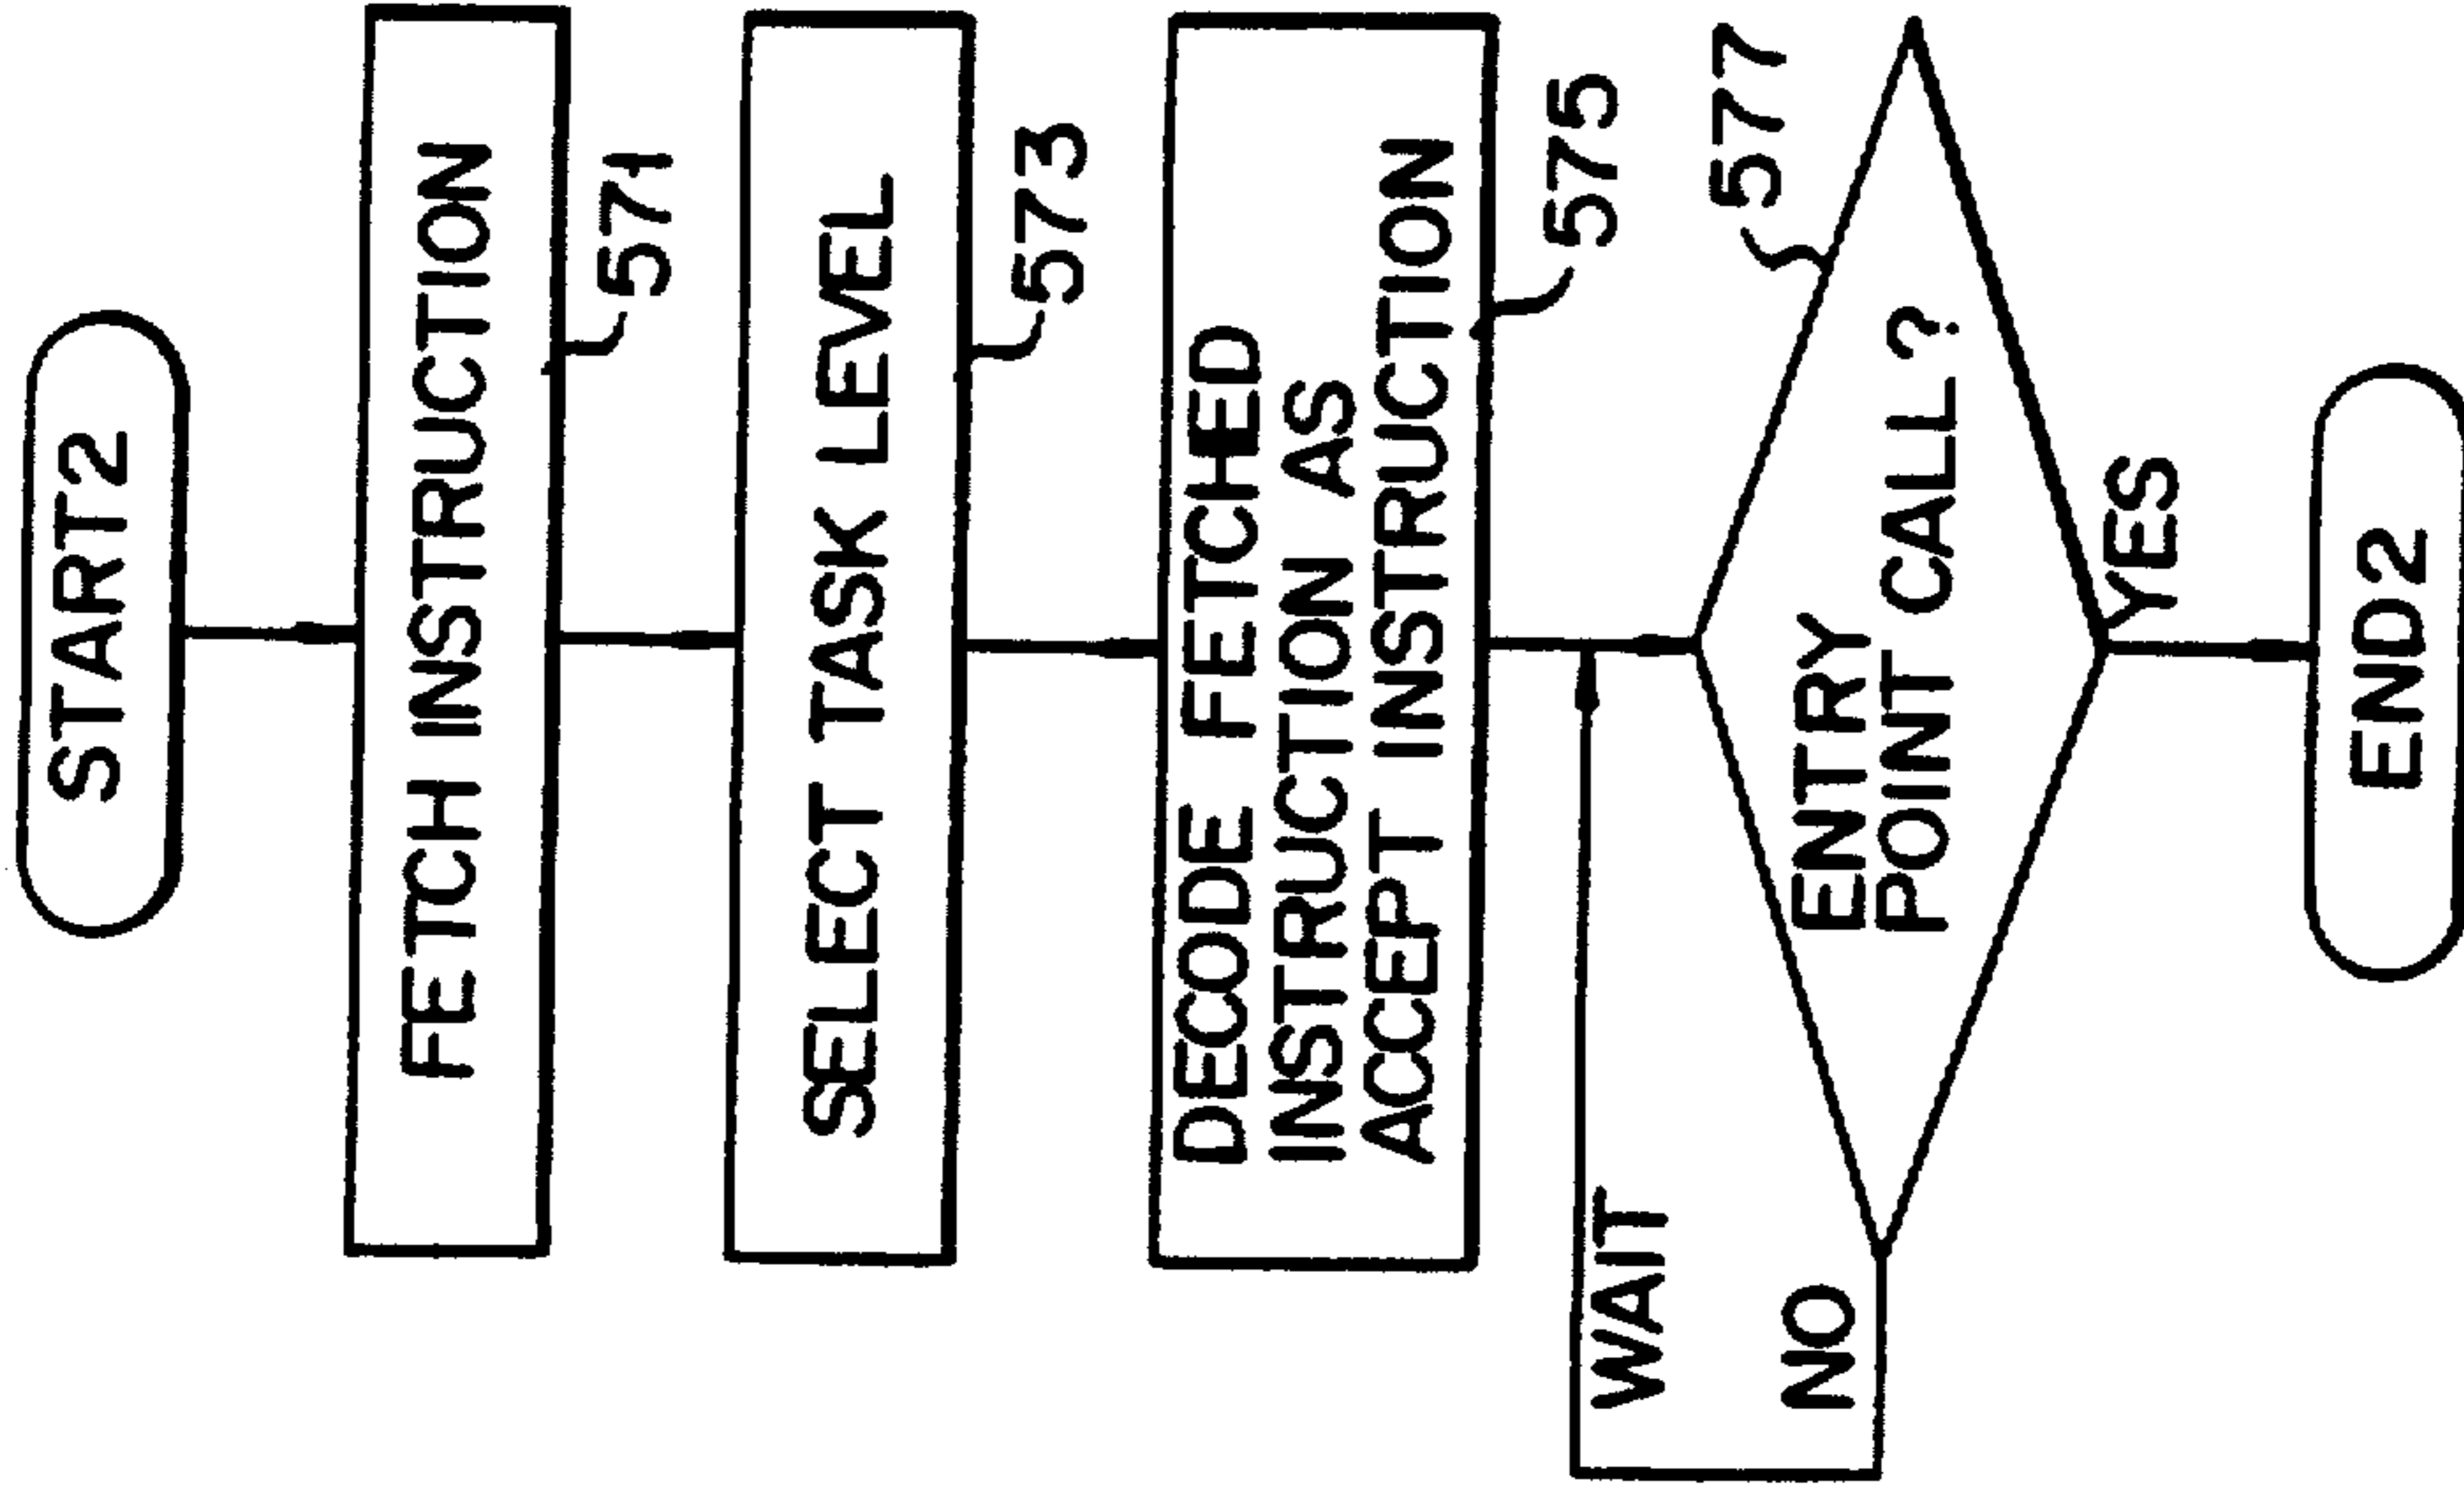 START2
FETCH INSTRUCTION
571
SELECT TASK LEVEL
573
DECODE FETCHED
INSTRUCTION AS
ACCEPT INSTRUCTION
575
WAIT
577
NO
ENTRY
POINT CALL ?
YES
END2